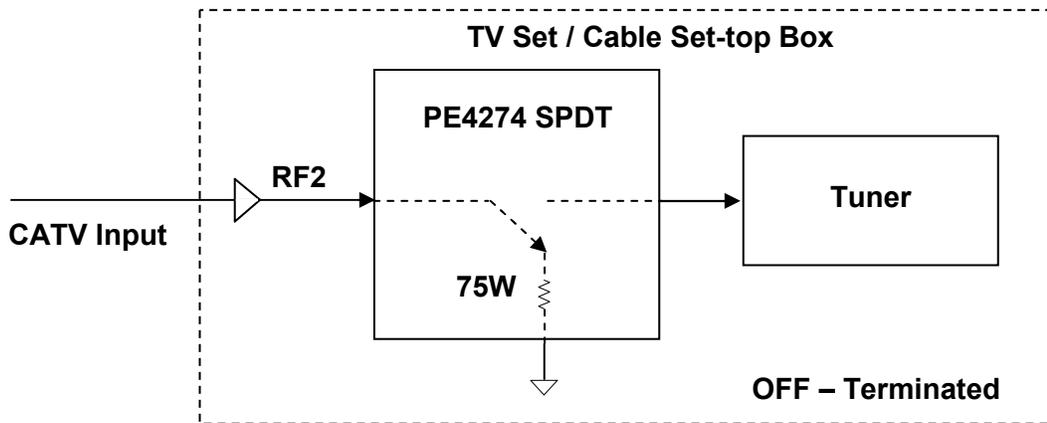 TV Set / Cable Set-top Box
PE4274 SPDT
RF2
Tuner
CATV Input
75W
OFF – Terminated